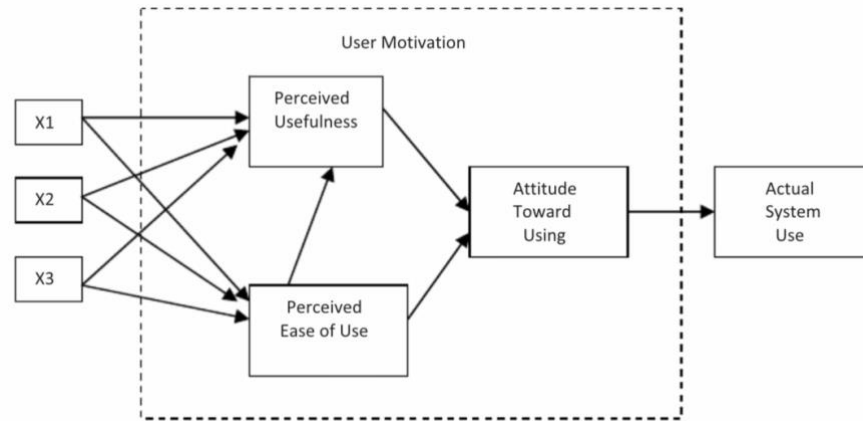 User Motivation
X1
X2
X3
Perceived
Usefulness
Perceived
Ease of Use
Attitude
Toward
Using
Actual
System
Use